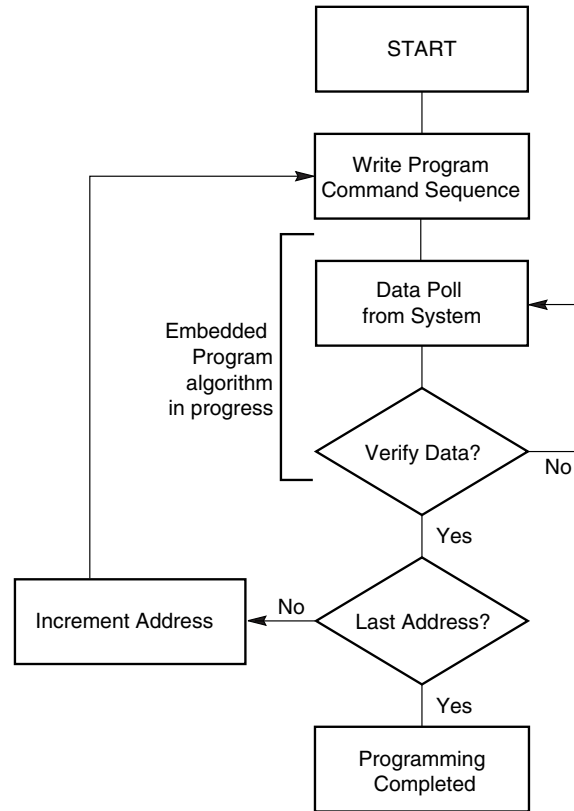 START
Write Program
Command Sequence
Data Poll
from System
Embedded
Program
algorithm
in progress
Verify Data?
No
Yes
Increment Address
No
Last Address?
Yes
Programming
Completed